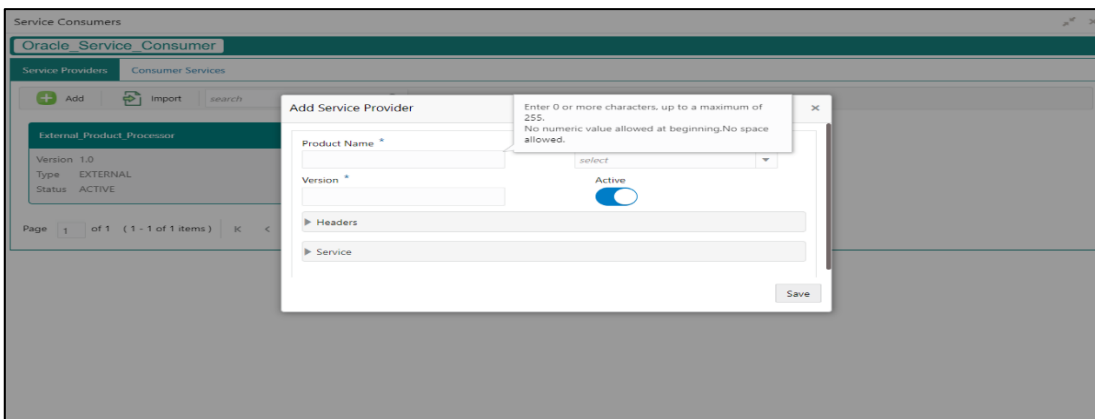 Service Consumers
Oracle_Service_Consumer
Service Providers Consumer Services
Add Import search
External_Product_Processor
Version 1.0
Type EXTERNAL
Status ACTIVE
Page 1 of 1 (1 - 1 of 1 items) K <
Add Service Provider
Enter 0 or more characters, up to a maximum of
255.
No numeric value allowed at beginning.No space
allowed.
Product Name *
select
Version *
Active
Headers
Service
Save